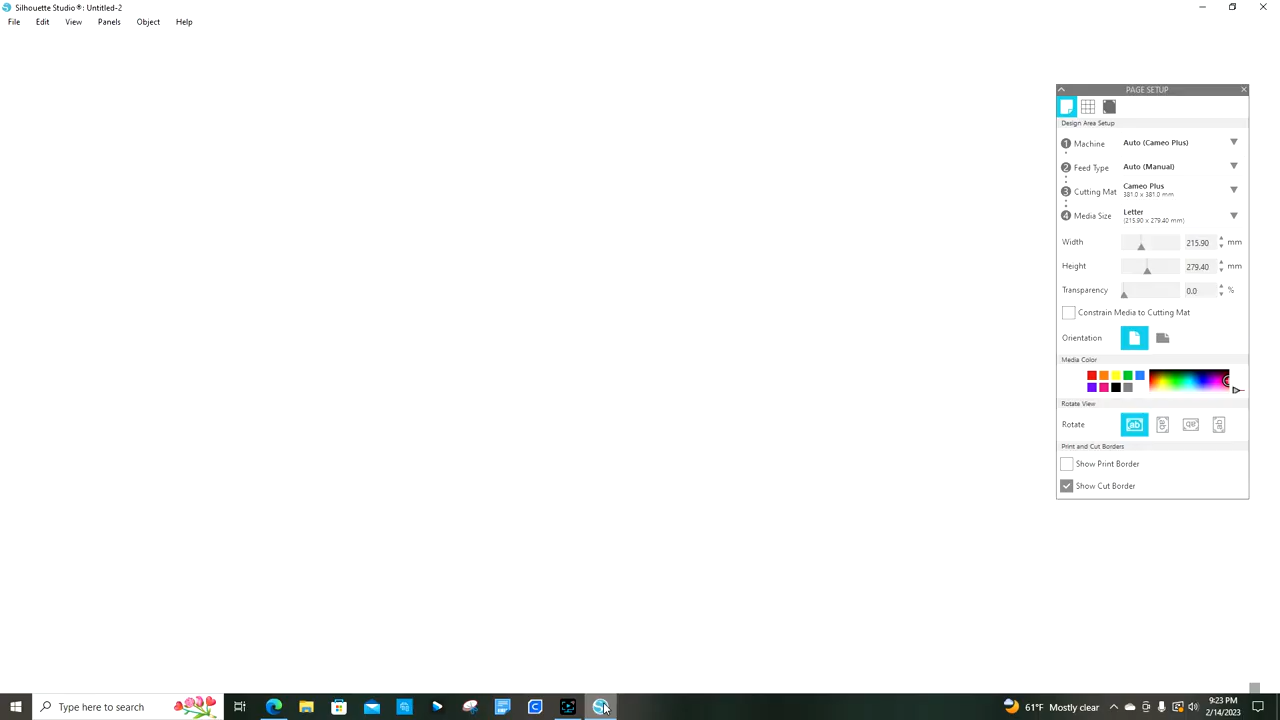 Silhouette Studio®: Untitled-2
File Edit View Panels Object Help
PAGE SETUP
Design Area Setup
1 Machine Auto (Cameo Plus)
2 Feed Type Auto (Manual)
3 Cutting Mat Cameo Plus
381.0 x 381.0 mm
4 Media Size Letter
(215.90 x 279.40 mm)
Width 215.90 mm
Height 279.40 mm
Transparency 0.0 %
Constrain Media to Cutting Mat
Orientation
Media Color
Rotate View
Rotate ab ab ab ab
Print and Cut Borders
Show Print Border
Show Cut Border
Type here to search
61°F Mostly clear
9:23 PM
2/14/2023